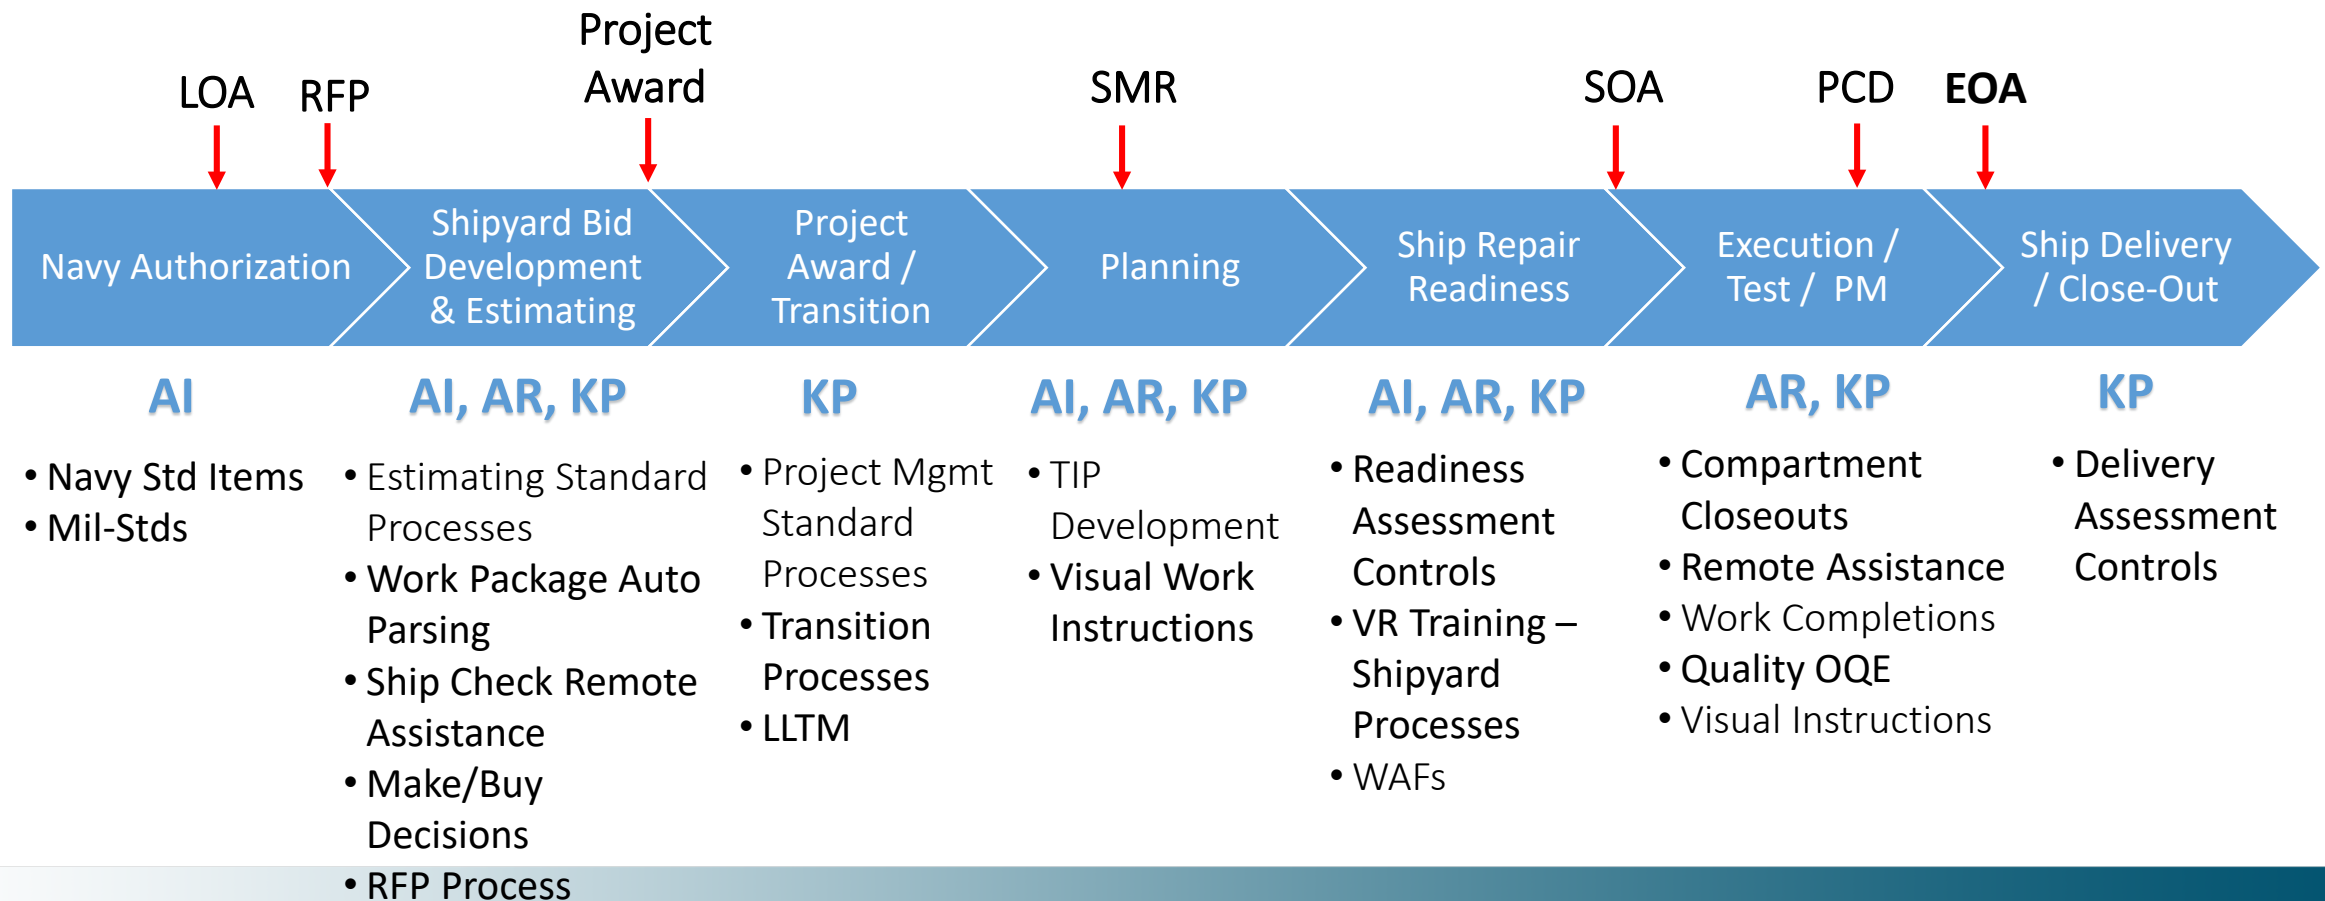 Project
Award
LOA
RFP
SMR
SOA
PCD
EOA
Navy Authorization
Shipyard Bid
Development
& Estimating
Project
Award /
Transition
Planning
Ship Repair
Readiness
Execution /
Test / PM
Ship Delivery
/ Close-Out
AI
• Navy Std Items
• Mil-Stds
AI, AR, KP
• Estimating Standard
Processes
• Work Package Auto
Parsing
• Ship Check Remote
Assistance
• Make/Buy
Decisions
• RFP Process
KP
• Project Mgmt
Standard
Processes
• Transition
Processes
• LLTM
AI, AR, KP
• TIP
Development
• Visual Work
Instructions
AI, AR, KP
• Readiness
Assessment
Controls
• VR Training –
Shipyard
Processes
• WAFs
AR, KP
• Compartment
Closeouts
• Remote Assistance
• Work Completions
• Quality OQE
• Visual Instructions
KP
• Delivery
Assessment
Controls